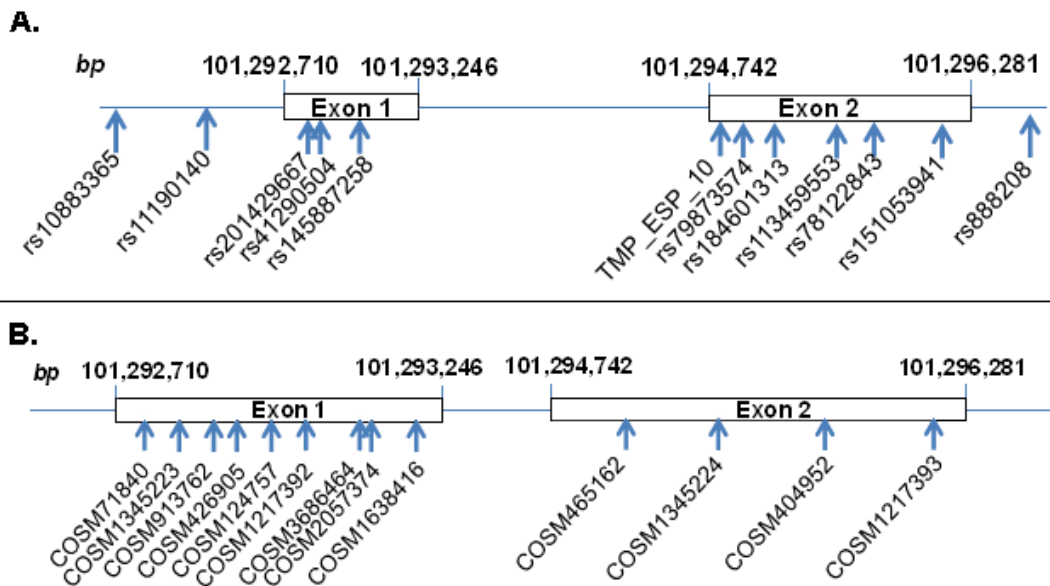 A.
bp
101,292,710 101,293,246 101,294,742 101,296,281
Exon 1 Exon 2
rs10883365
rs11190140
rs201429667
rs41290504
rs145887258
TMP_ESP_10
rs79873574
rs184601313
rs113459553
rs78122843
rs151053941
rs888208
B.
bp
101,292,710 101,293,246 101,294,742 101,296,281
Exon 1 Exon 2
COSM71840
COSM1345223
COSM913762
COSM426905
COSM124757
COSM1217392
COSM3686464
COSM2057374
COSM1638416
COSM465162
COSM1345224
COSM404952
COSM1217393